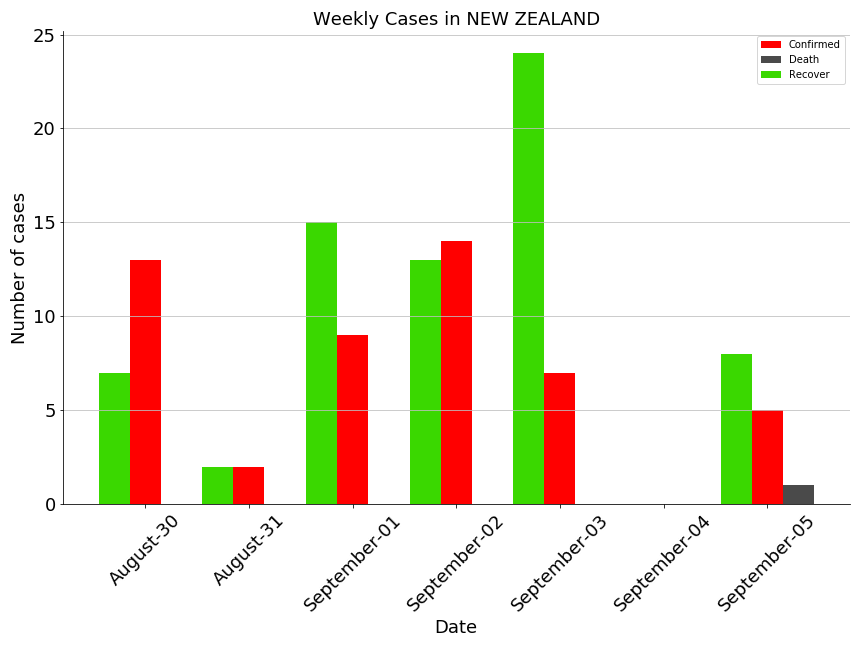 Weekly Cases in NEW ZEALAND
Confirmed
Death
Recover
Number of cases
25
20
15
10
5
0
August-30
August-31
September-01
September-02
September-03
September-04
September-05
Date